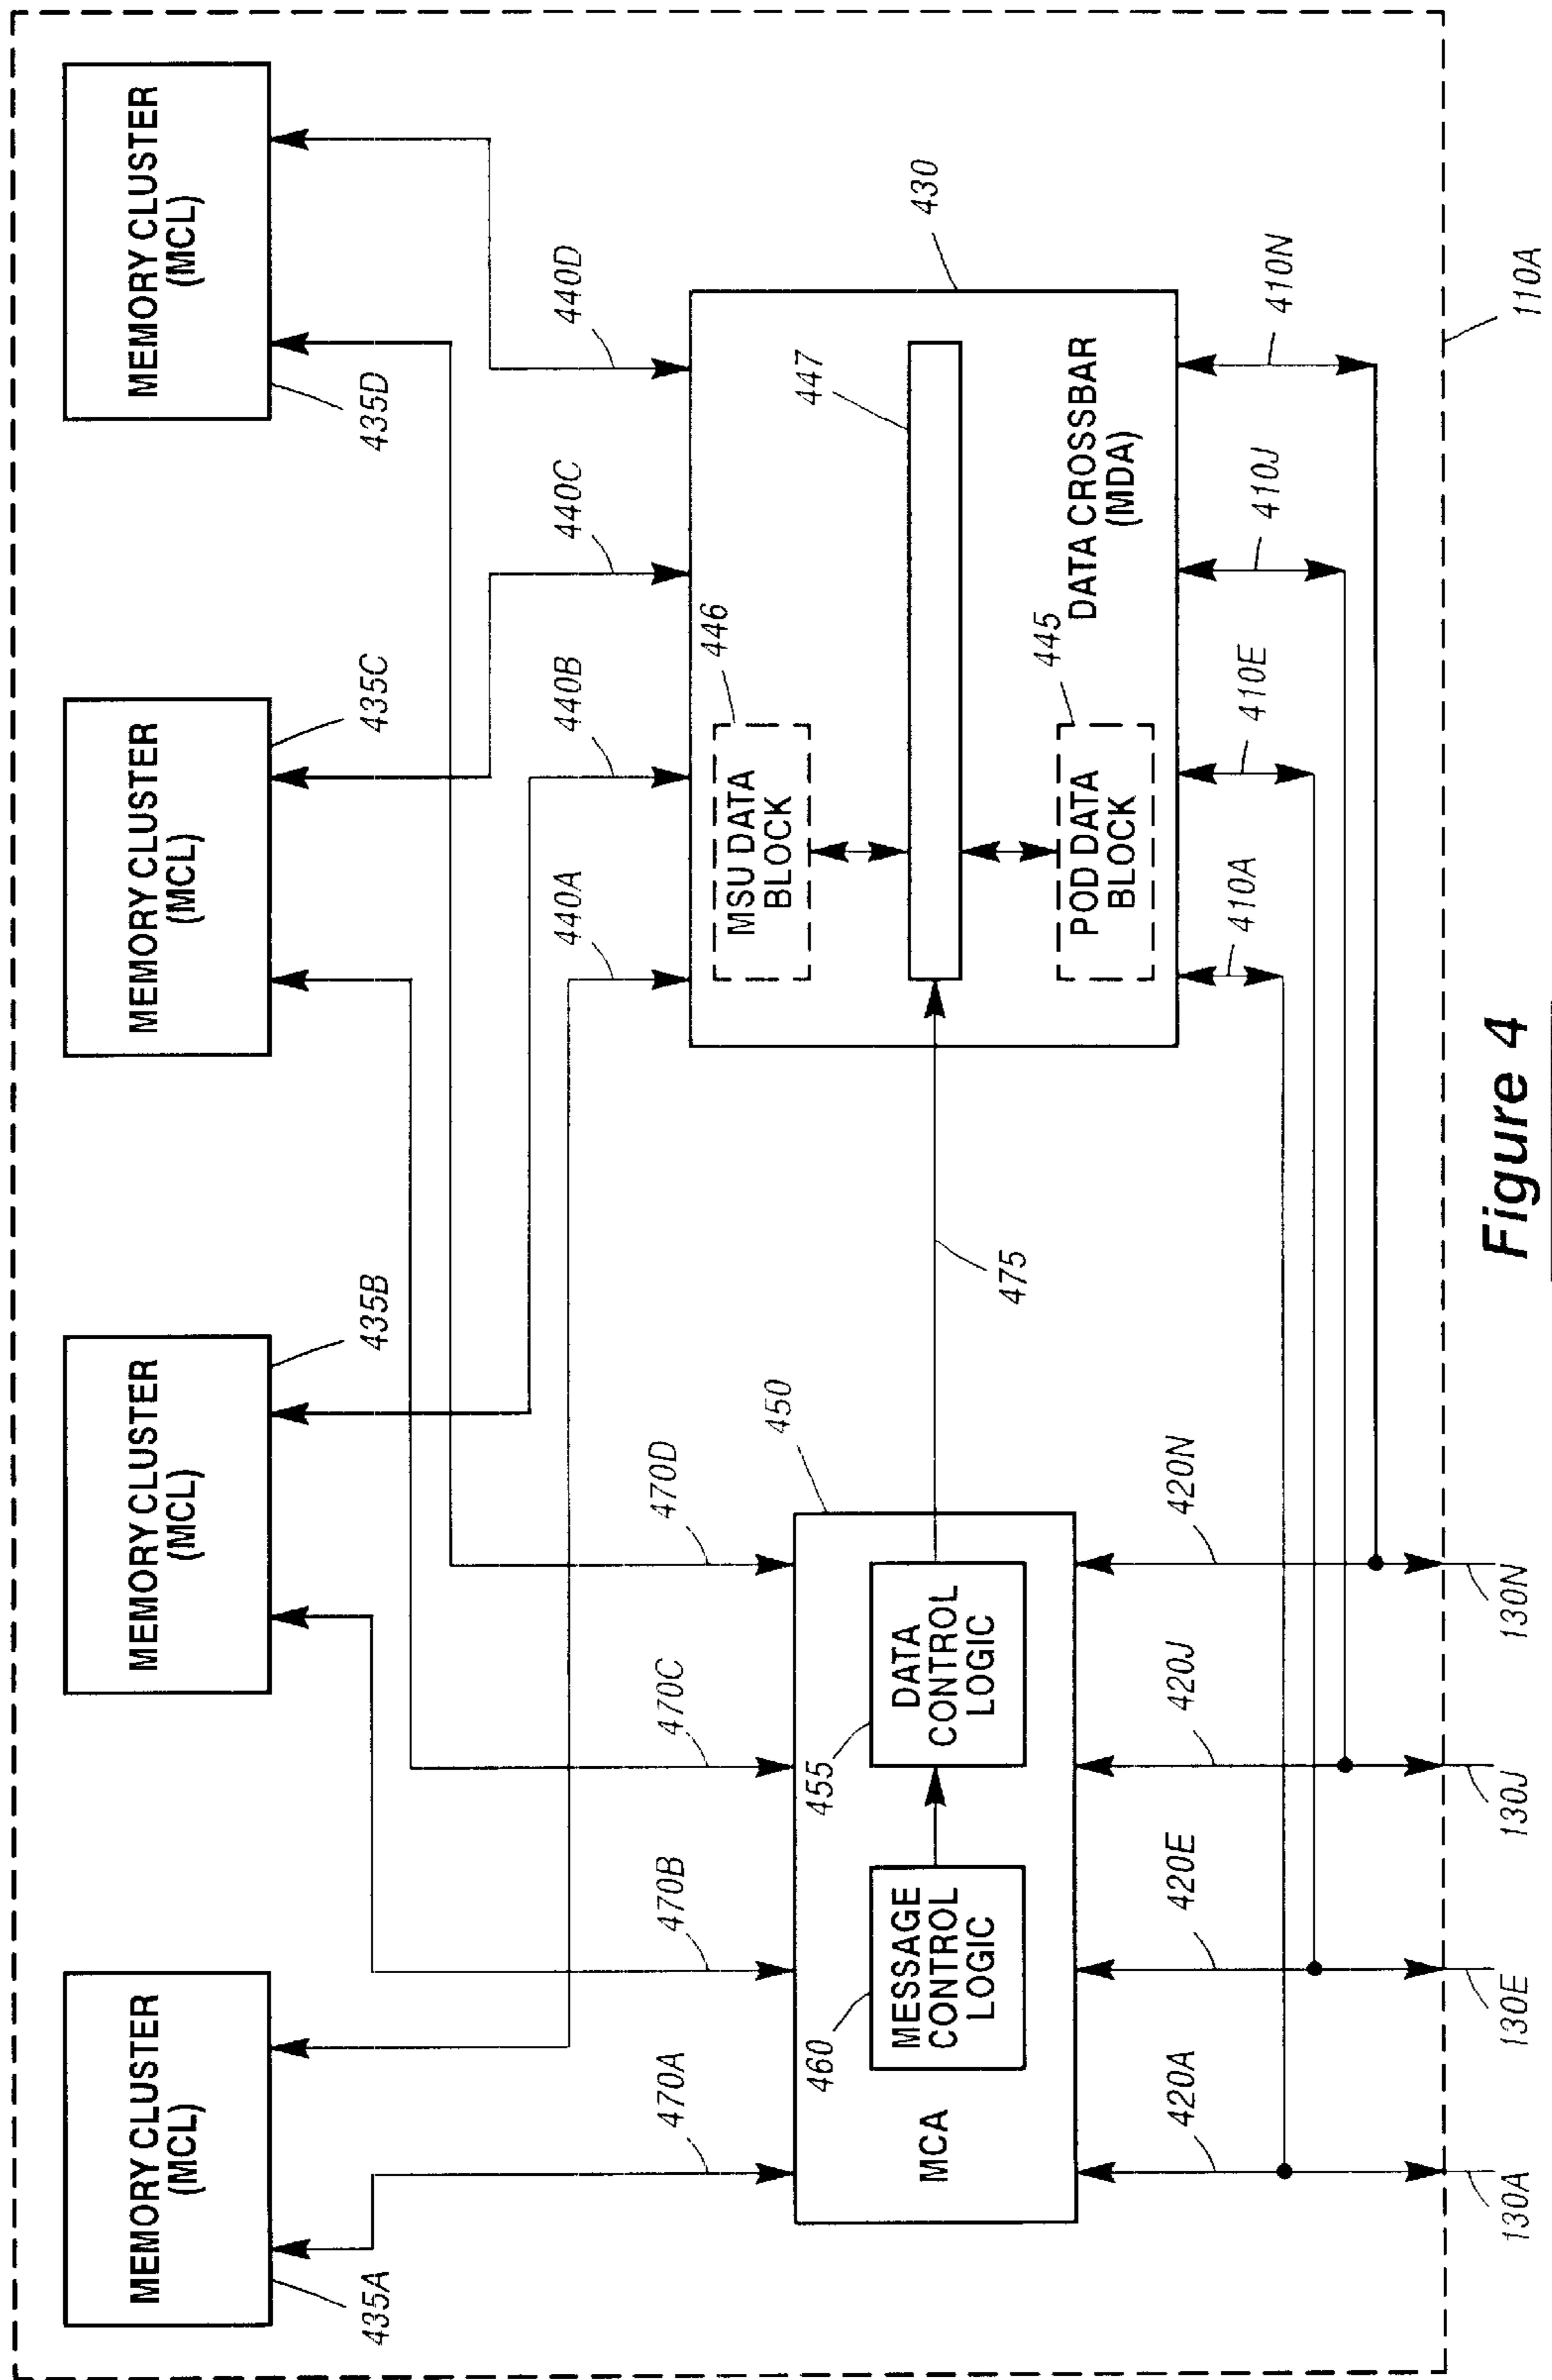 MEMORY CLUSTER
(MCL)
435A
MEMORY CLUSTER
(MCL)
435B
MEMORY CLUSTER
(MCL)
435C
MEMORY CLUSTER
(MCL)
435D
470A
470B
470C
470D
440A
440B
440C
440D
450
MCA
460
MESSAGE
CONTROL
LOGIC
455
DATA
CONTROL
LOGIC
475
430
MSU DATA
BLOCK
446
447
POD DATA
BLOCK
445
DATA CROSSBAR
(MDA)
420A
420E
420J
420N
410A
410E
410J
410N
130A
130E
130J
130N
110A
Figure 4